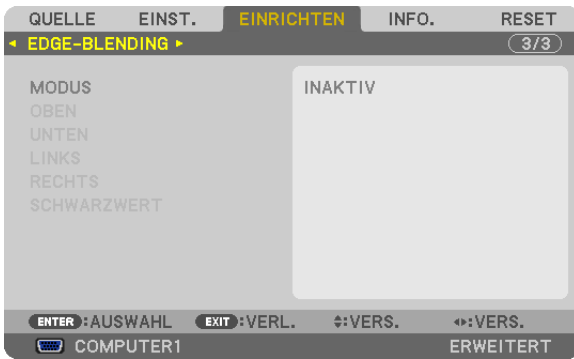 QUELLE EINST. EINRICHTEN INFO. RESET
EDGE-BLENDING 3/3
MODUS INAKTIV
OBEN
UNTEN
LINKS
RECHTS
SCHWARZWERT
ENTER :AUSWAHL EXIT :VERL. :VERS. :VERS.
COMPUTER1 ERWEITERT